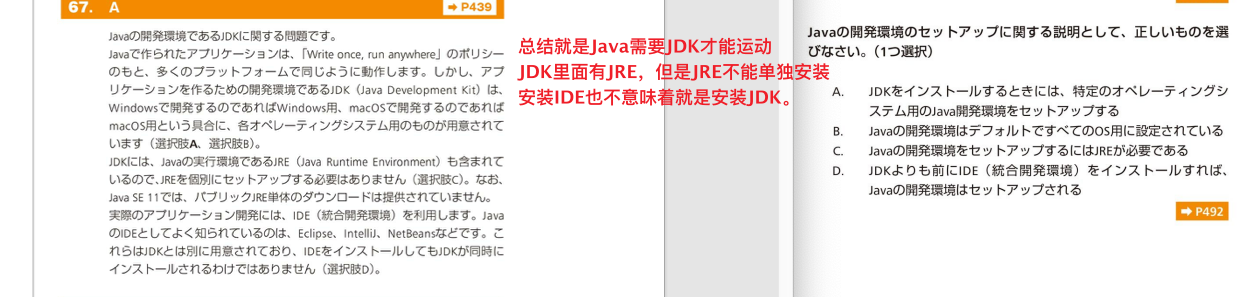 67. A
➡ P439
Javaの開発環境であるJDKに関する問題です。
Javaで作られたアプリケーションは、「Write once, run anywhere」のポリシー
のもと、多くのプラットフォームで同じように動作します。しかし、アプ
リケーションを作るための開発環境であるJDK（Java Development Kit）は、
Windowsで開発するのであればWindows用、macOSで開発するのであれば
macOS用という具合に、各オペレーティングシステム用のものが用意されて
います（選択肢A、選択肢B）。
JDKには、Javaの実行環境であるJRE（Java Runtime Environment）も含まれて
いるので、JREを個別にセットアップする必要はありません（選択肢C）。なお、
Java SE 11では、パブリックJRE単体のダウンロードは提供されていません。
実際のアプリケーション開発には、IDE（統合開発環境）を利用します。Java
のIDEとしてよく知られているのは、Eclipse、IntelliJ、NetBeansなどです。こ
れらはJDKとは別に用意されており、IDEをインストールしてもJDKが同時に
インストールされるわけではありません（選択肢D）。
总结就是Java需要JDK才能运动
JDK里面有JRE，但是JRE不能单独安装
安装IDE也不意味着就是安装JDK。
Javaの開発環境のセットアップに関する説明として、正しいものを選
びなさい。（1つ選択）
A. JDKをインストールするときには、特定のオペレーティングシ
ステム用のJava開発環境をセットアップする
B. Javaの開発環境はデフォルトですべてのOS用に設定されている
C. Javaの開発環境をセットアップするにはJREが必要である
D. JDKよりも前にIDE（統合開発環境）をインストールすれば、
Javaの開発環境はセットアップされる
➡ P492